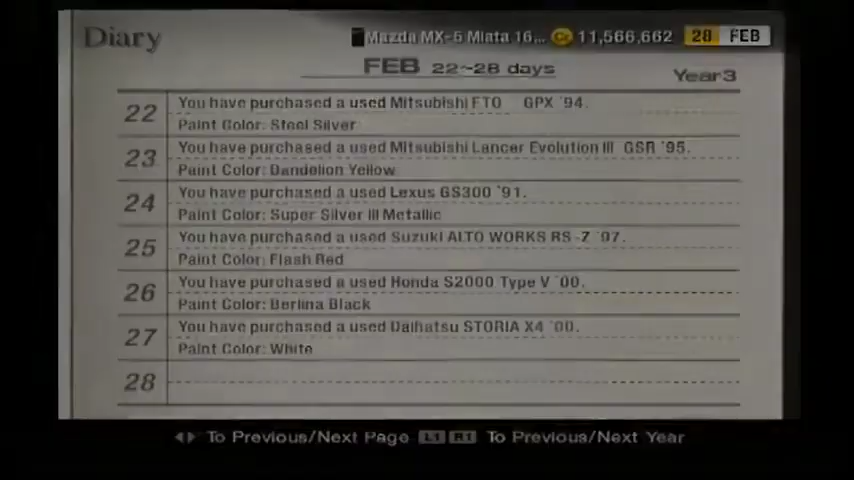 Diary
Mazda MX-5 Miata 16... Cr 11,566,662 28 FEB
FEB 22~28 days
Year3
22 You have purchased a used Mitsubishi FTO GPX '94.
Paint Color: Steel Silver
23 You have purchased a used Mitsubishi Lancer Evolution III GSR '95.
Paint Color: Dandelion Yellow
24 You have purchased a used Lexus GS300 '91.
Paint Color: Super Silver III Metallic
25 You have purchased a used Suzuki ALTO WORKS RS-Z '97.
Paint Color: Flash Red
26 You have purchased a used Honda S2000 Type V '00.
Paint Color: Berlina Black
27 You have purchased a used Daihatsu STORIA X4 '00.
Paint Color: White
28
To Previous/Next Page L1 R1 To Previous/Next Year